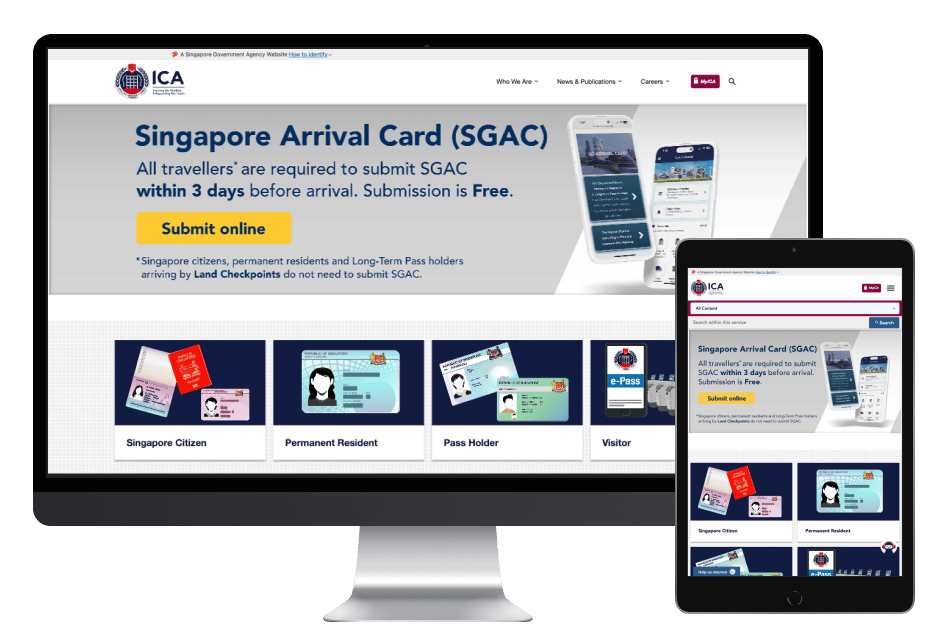 A Singapore Government Agency Website How to identify
ICA
Who We Are
News & Publications
Careers
MyICA
Singapore Arrival Card (SGAC)
All travellers* are required to submit SGAC
within 3 days before arrival. Submission is Free.
Submit online
*Singapore citizens, permanent residents and Long-Term Pass holders
arriving by Land Checkpoints do not need to submit SGAC.
REPUBLIC OF SINGAPORE
e-Pass
Singapore Citizen
Permanent Resident
Pass Holder
Visitor
A Singapore Government Agency Website How to identify
ICA
MyICA
All Content
Search within this service
Search
Singapore Arrival Card (SGAC)
All travellers* are required to submit
SGAC within 3 days before arrival.
Submission is Free.
Submit online
*Singapore citizens, permanent residents and Long-Term Pass holders
arriving by Land Checkpoints do not need to submit SGAC.
Singapore Citizen
Permanent Resident
Help us improve
e-Pass